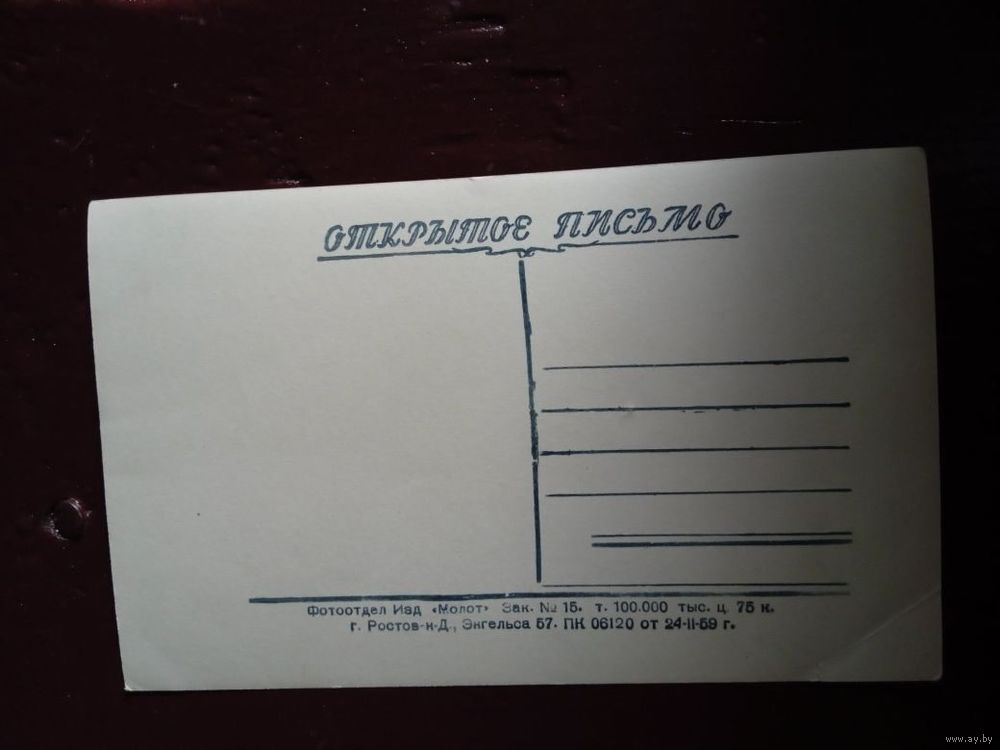 ОТКРЫТОЕ ПИСЬМО
Фотоотдел Изд «Молот» Зак. № 15. т. 100.000 тыс. ц. 75 к.
г. Ростов-н-Д., Энгельса 57. ПК 06120 от 24-II-59 г.
www.ay.by